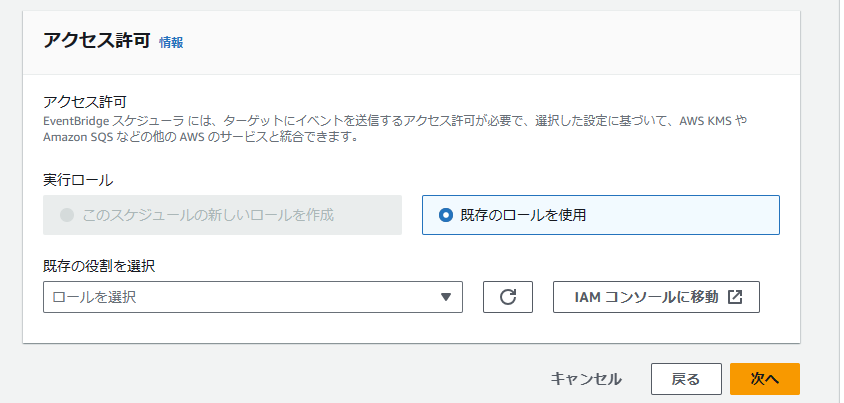 アクセス許可 情報
アクセス許可
EventBridge スケジューラ には、ターゲットにイベントを送信するアクセス許可が必要で、選択した設定に基づいて、AWS KMS や
Amazon SQS などの他の AWS のサービスと統合できます。
実行ロール
このスケジュールの新しいロールを作成 既存のロールを使用
既存の役割を選択
ロールを選択 IAM コンソールに移動
キャンセル 戻る 次へ